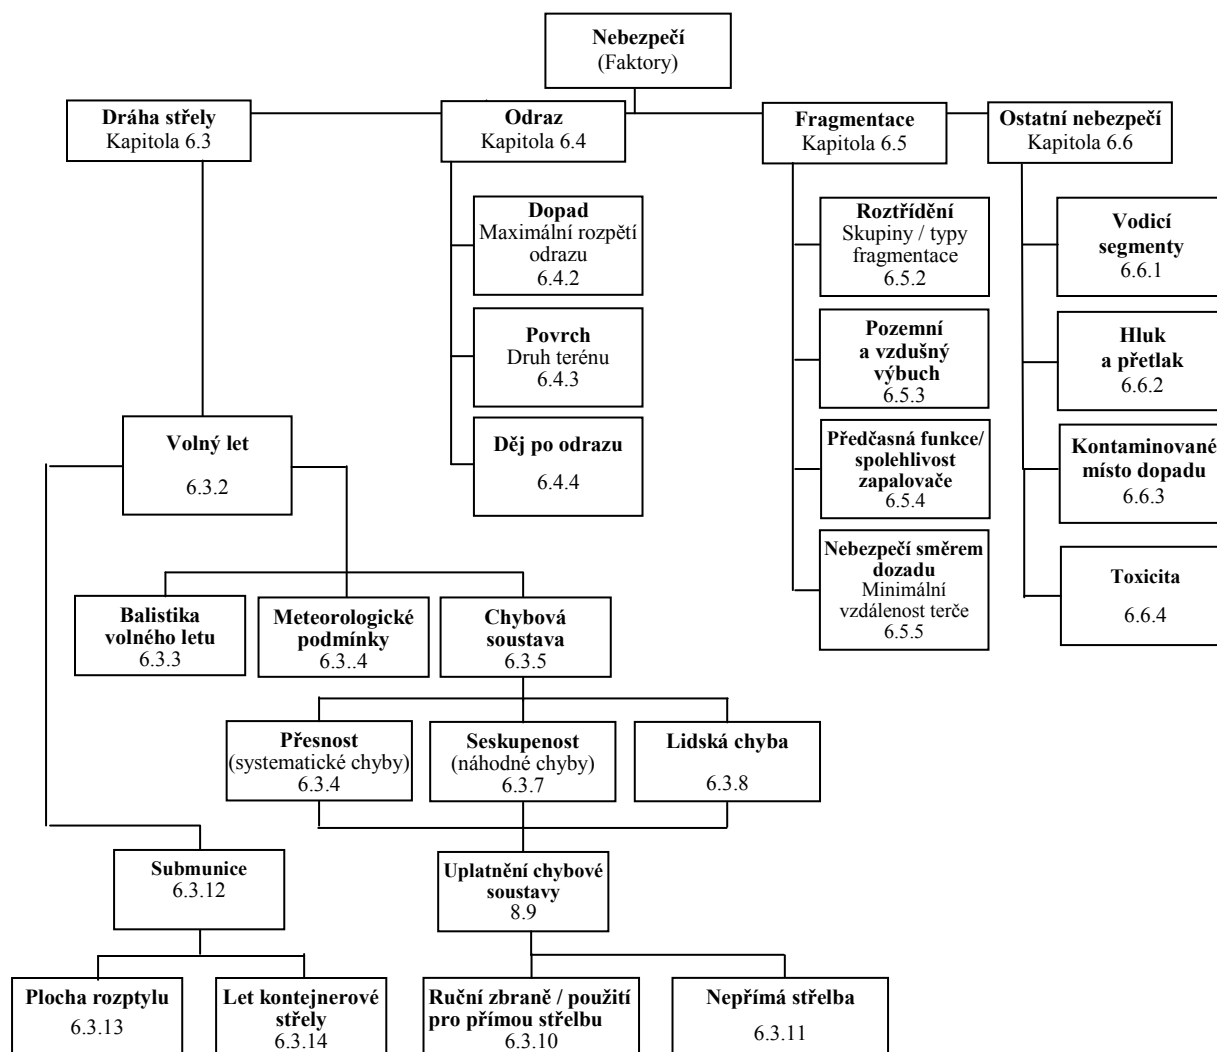 Nebezpečí
(Faktory)
Dráha střely
Kapitola 6.3
Odraz
Kapitola 6.4
Fragmentace
Kapitola 6.5
Ostatní nebezpečí
Kapitola 6.6
Dopad
Maximální rozpětí
odrazu
6.4.2
Povrch
Druh terénu
6.4.3
Děj po odrazu
6.4.4
Roztřídění
Skupiny / typy
fragmentace
6.5.2
Pozemní
a vzdušný
výbuch
6.5.3
Předčasná funkce/
spolehlivost
zapalovače
6.5.4
Nebezpečí směrem
dozadu
Minimální
vzdálenost terče
6.5.5
Vodicí
segmenty
6.6.1
Hluk
a přetlak
6.6.2
Kontaminované
místo dopadu
6.6.3
Toxicita
6.6.4
Volný let
6.3.2
Balistika
volného letu
6.3.3
Meteorologické
podmínky
6.3..4
Chybová
soustava
6.3.5
Přesnost
(systematické chyby)
6.3.4
Seskupenost
(náhodné chyby)
6.3.7
Lidská chyba
6.3.8
Submunice
6.3.12
Uplatnění chybové
soustavy
8.9
Plocha rozptylu
6.3.13
Let kontejnerové
střely
6.3.14
Ruční zbraně / použití
pro přímou střelbu
6.3.10
Nepřímá střelba
6.3.11